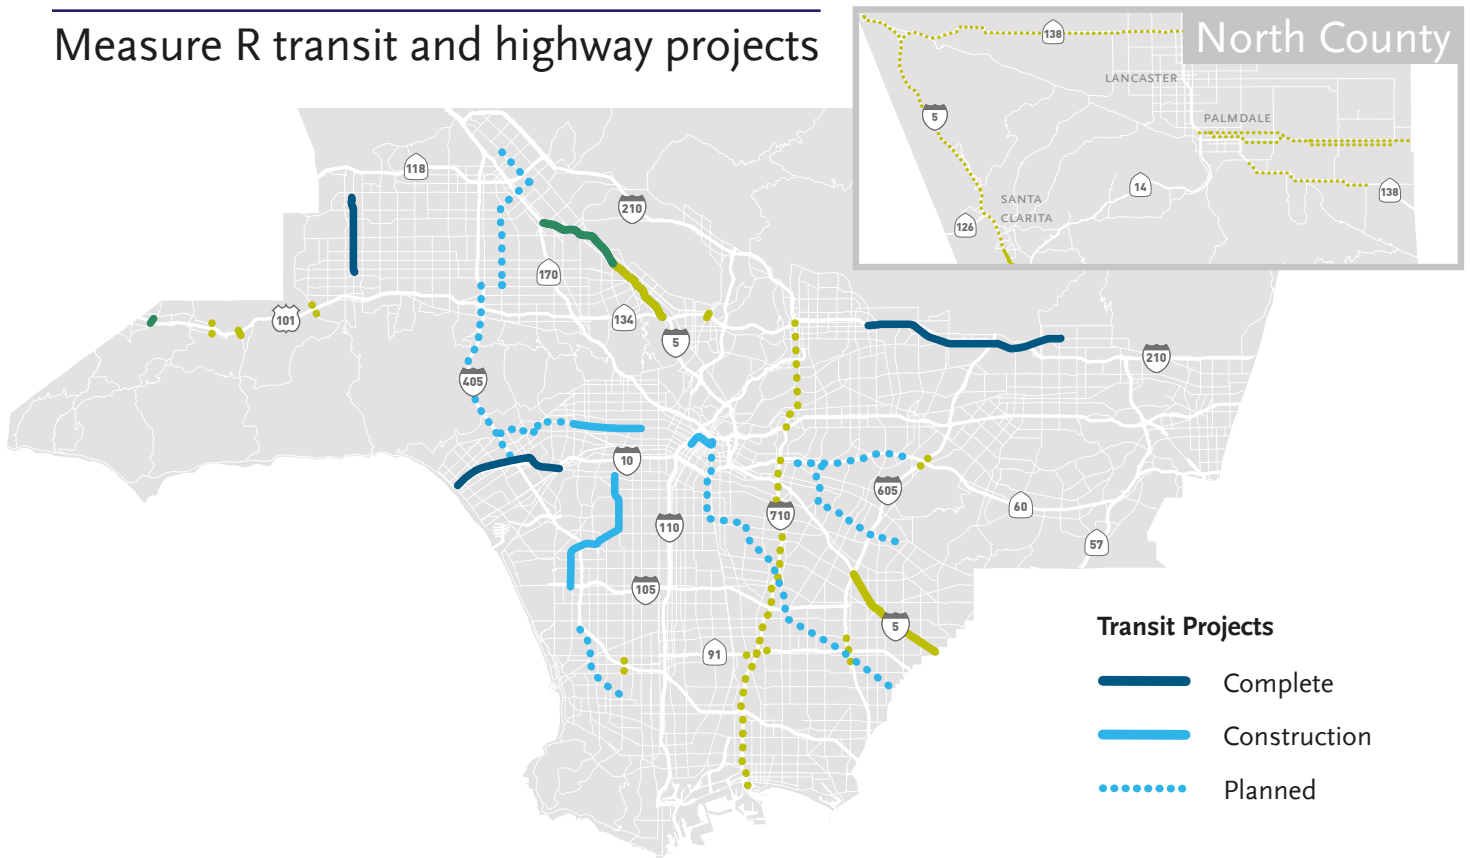 Measure R transit and highway projects
North County
138
LANCASTER
5
PALMDALE
14
138
SANTA
CLARITA
126
118
210
170
101
134
5
210
405
10
605
60
110
710
57
105
5
91
Transit Projects
Complete
Construction
Planned